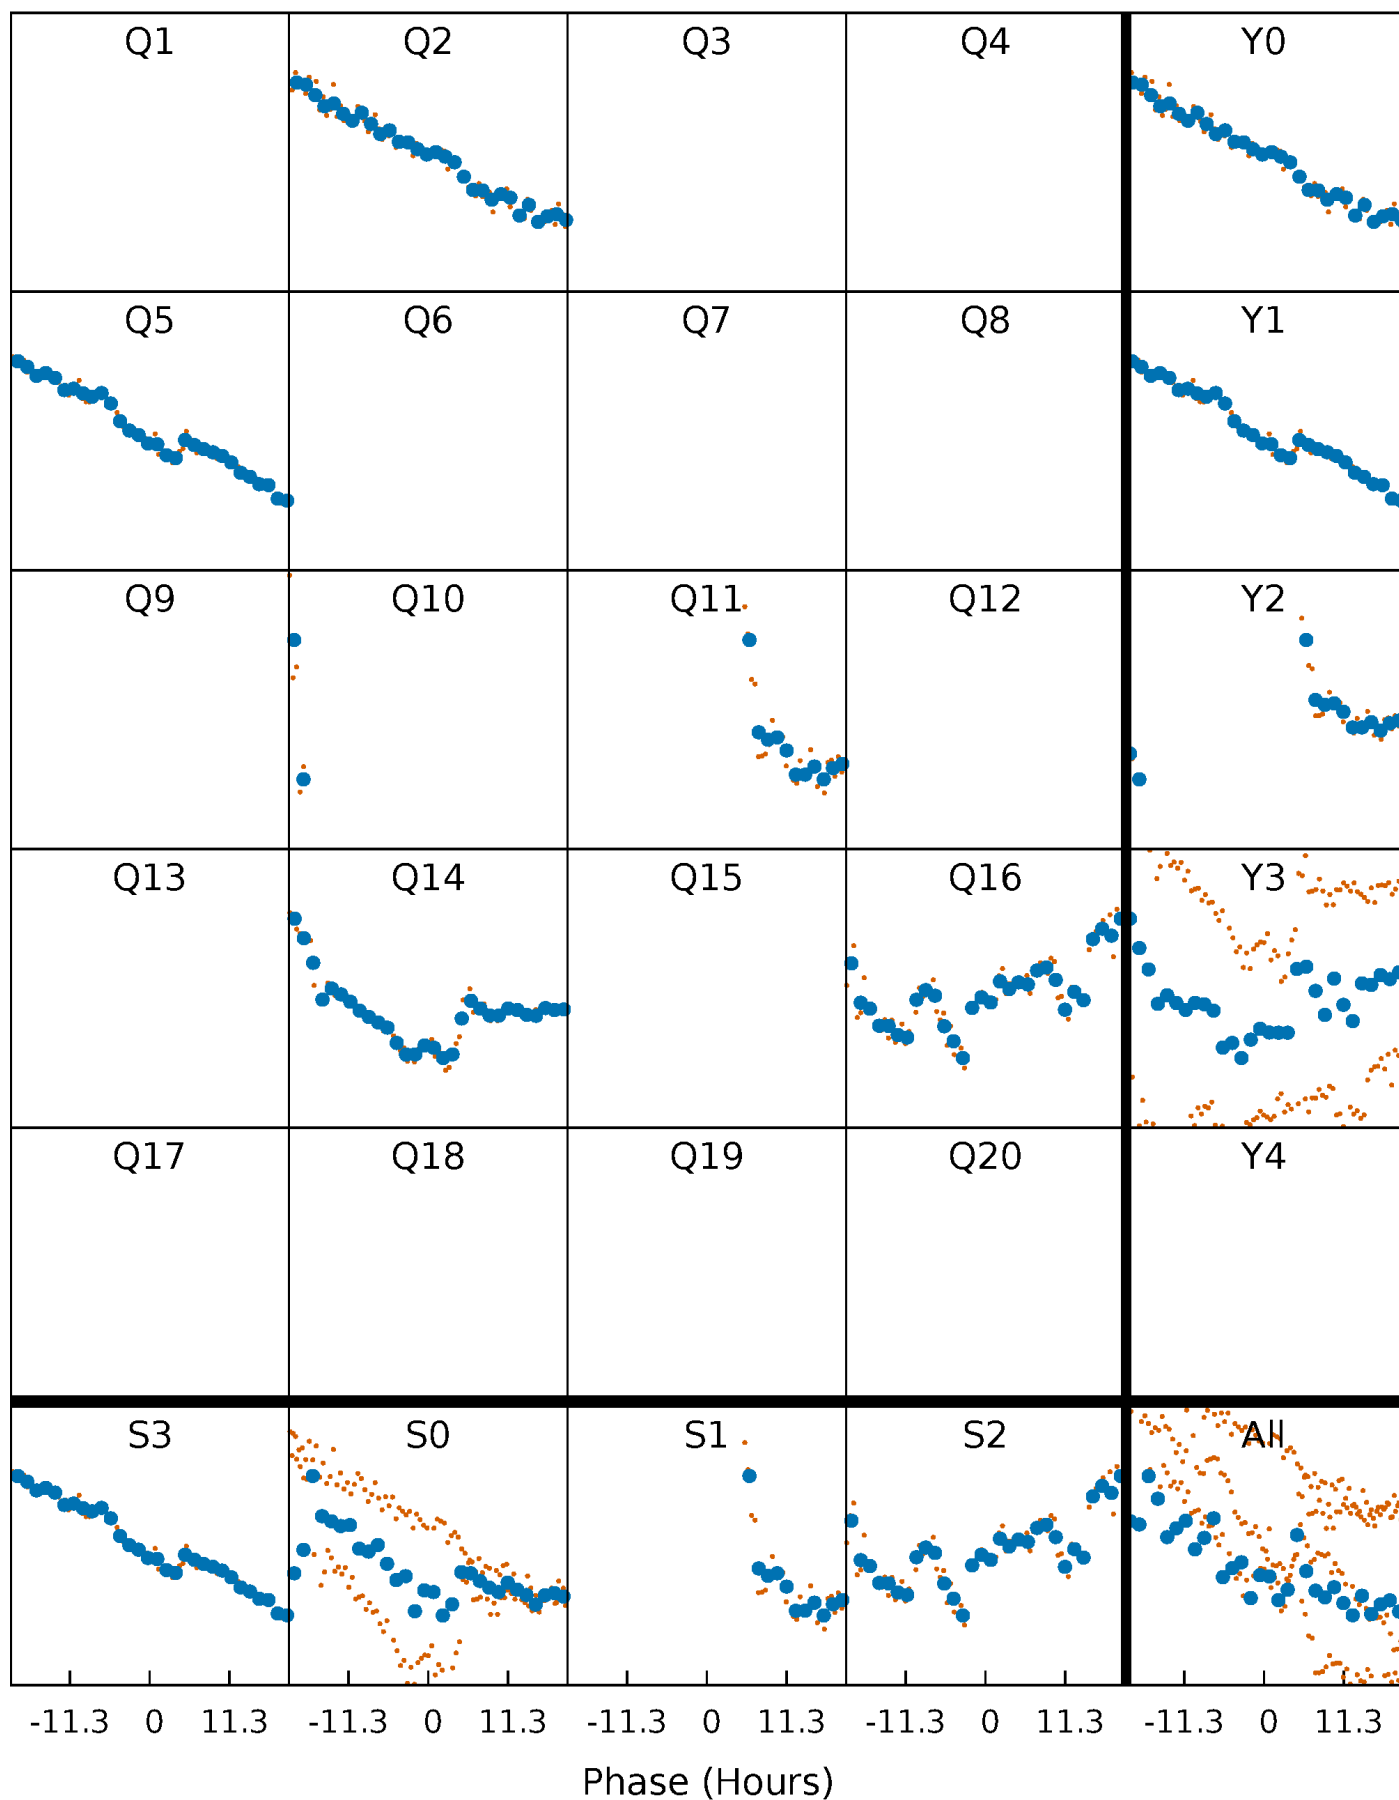 Q1 Q2 Q3 Q4 Y0
Q5 Q6 Q7 Q8 Y1
Q9 Q10 Q11 Q12 Y2
Q13 Q14 Q15 Q16 Y3
Q17 Q18 Q19 Q20 Y4
S3 S0 S1 S2 All
-11.3 0 11.3 -11.3 0 11.3 -11.3 0 11.3 -11.3 0 11.3 -11.3 0 11.3
Phase (Hours)